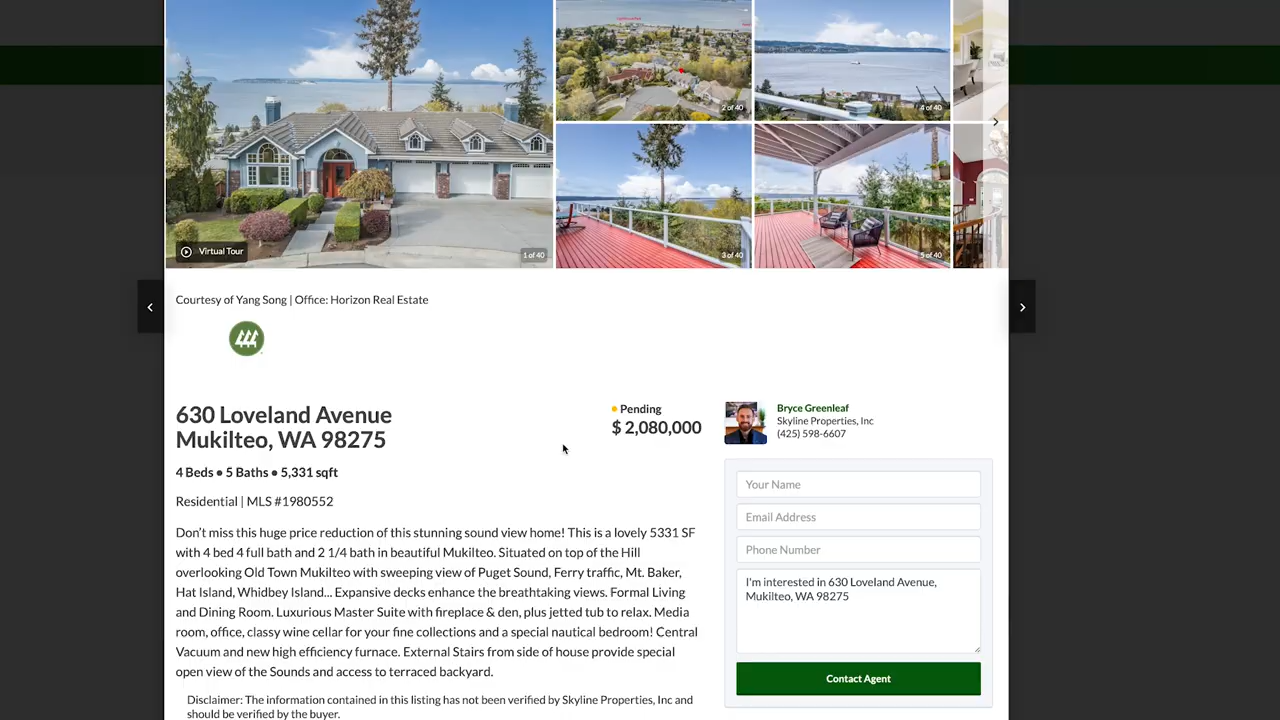 2 of 40
4 of 40
Virtual Tour
1 of 40
3 of 40
5 of 40
Courtesy of Yang Song | Office: Horizon Real Estate
630 Loveland Avenue
Mukilteo, WA 98275
Pending
$ 2,080,000
4 Beds • 5 Baths • 5,331 sqft
Residential | MLS #1980552
Don't miss this huge price reduction of this stunning sound view home! This is a lovely 5331 SF
with 4 bed 4 full bath and 2 1/4 bath in beautiful Mukilteo. Situated on top of the Hill
overlooking Old Town Mukilteo with sweeping view of Puget Sound, Ferry traffic, Mt. Baker,
Hat Island, Whidbey Island... Expansive decks enhance the breathtaking views. Formal Living
and Dining Room. Luxurious Master Suite with fireplace & den, plus jetted tub to relax. Media
room, office, classy wine cellar for your fine collections and a special nautical bedroom! Central
Vacuum and new high efficiency furnace. External Stairs from side of house provide special
open view of the Sounds and access to terraced backyard.
Disclaimer: The information contained in this listing has not been verified by Skyline Properties, Inc and
should be verified by the buyer.
Bryce Greenleaf
Skyline Properties, Inc
(425) 598-6607
Your Name
Email Address
Phone Number
I'm interested in 630 Loveland Avenue,
Mukilteo, WA 98275
Contact Agent